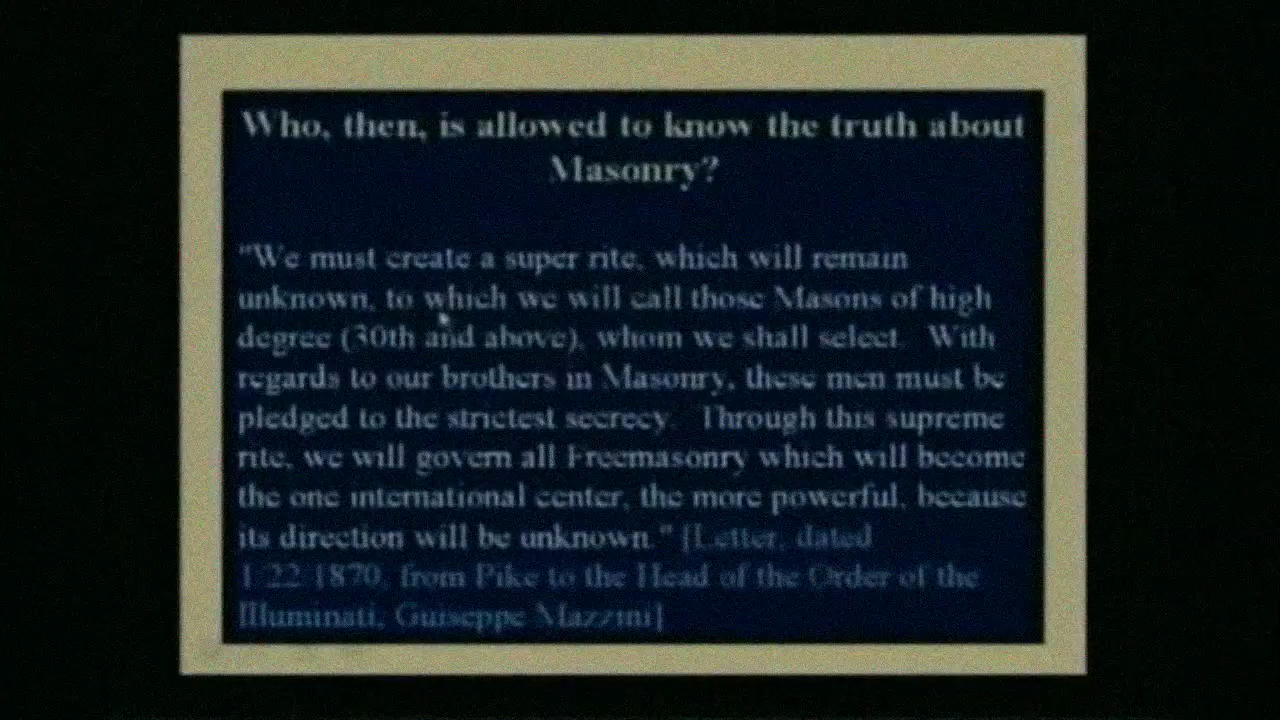 Who, then, is allowed to know the truth about
Masonry?
"We must create a super rite, which will remain
unknown, to which we will call those Masons of high
degree (30th and above), whom we shall select. With
regards to our brothers in Masonry, these men must be
pledged to the strictest secrecy. Through this supreme
rite, we will govern all Freemasonry which will become
the one international center, the more powerful, because
its direction will be unknown." [Letter, dated
1/22/1870, from Pike to the Head of the Order of the
Illuminati, Guiseppe Mazzini]